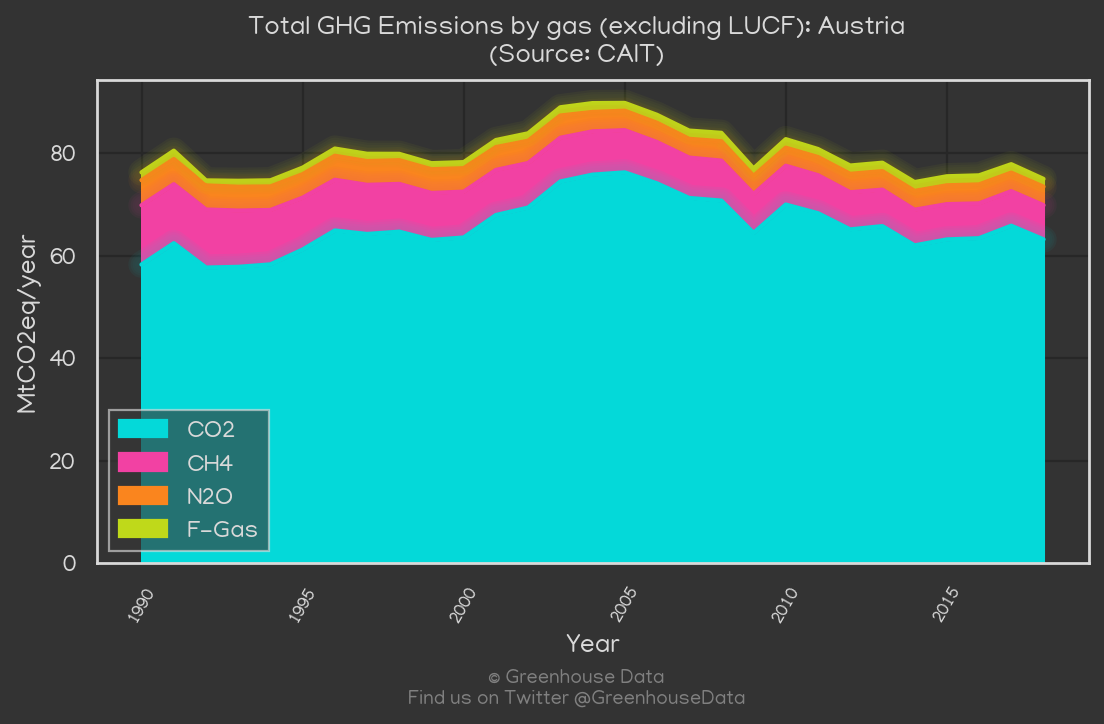 Total GHG Emissions by gas (excluding LUCF): Austria
(Source: CAIT)
MtCO2eq/year
80
60
40
20
0
CO2
CH4
N2O
F-Gas
1990
1995
2000
2005
2010
2015
Year
© Greenhouse Data
Find us on Twitter @GreenhouseData